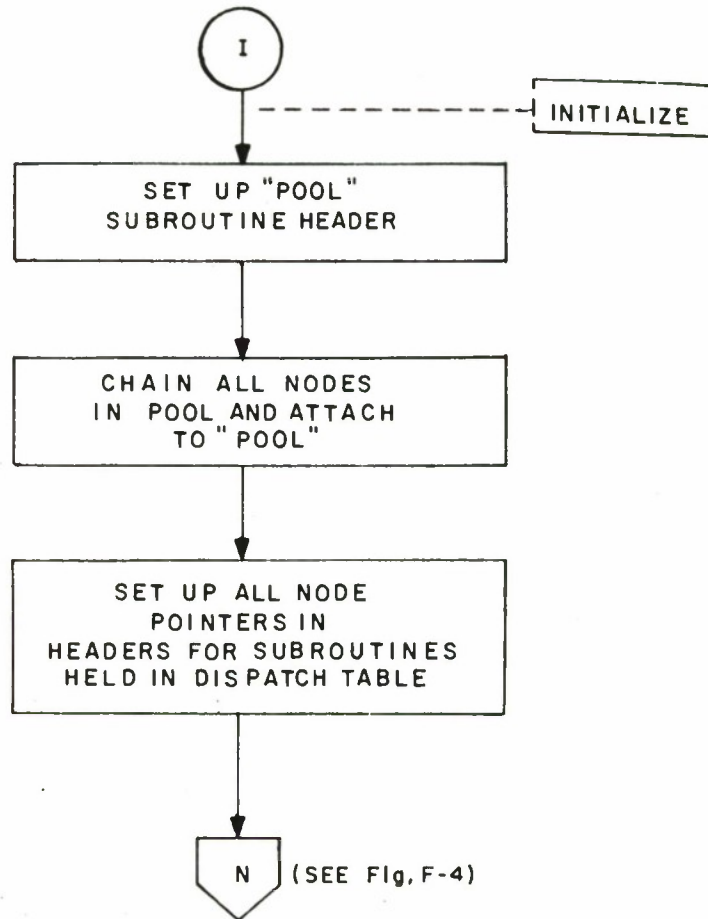 I
INITIALIZE
SET UP "POOL"
SUBROUTINE HEADER
CHAIN ALL NODES
IN POOL AND ATTACH
TO "POOL"
SET UP ALL NODE
POINTERS IN
HEADERS FOR SUBROUTINES
HELD IN DISPATCH TABLE
N (SEE FIg, F-4)